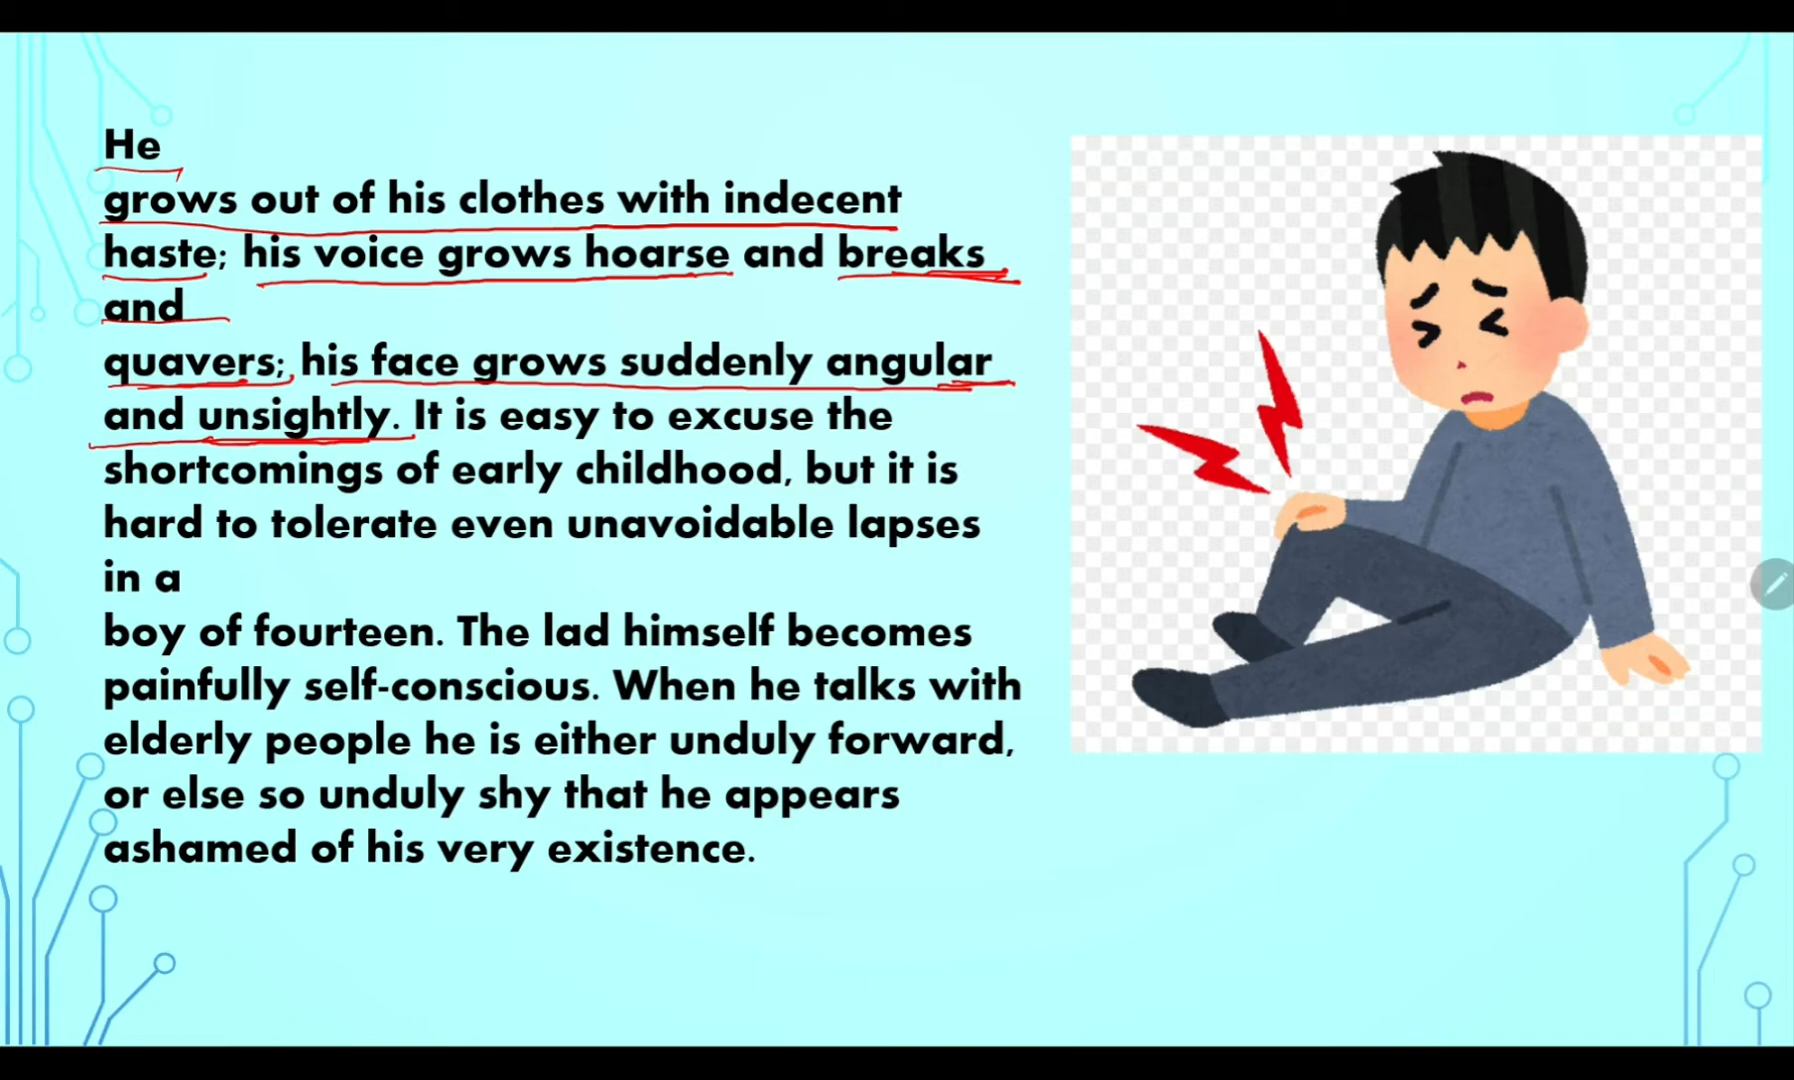 He
grows out of his clothes with indecent
haste; his voice grows hoarse and breaks
and
quavers; his face grows suddenly angular
and unsightly. It is easy to excuse the
shortcomings of early childhood, but it is
hard to tolerate even unavoidable lapses
in a
boy of fourteen. The lad himself becomes
painfully self-conscious. When he talks with
elderly people he is either unduly forward,
or else so unduly shy that he appears
ashamed of his very existence.